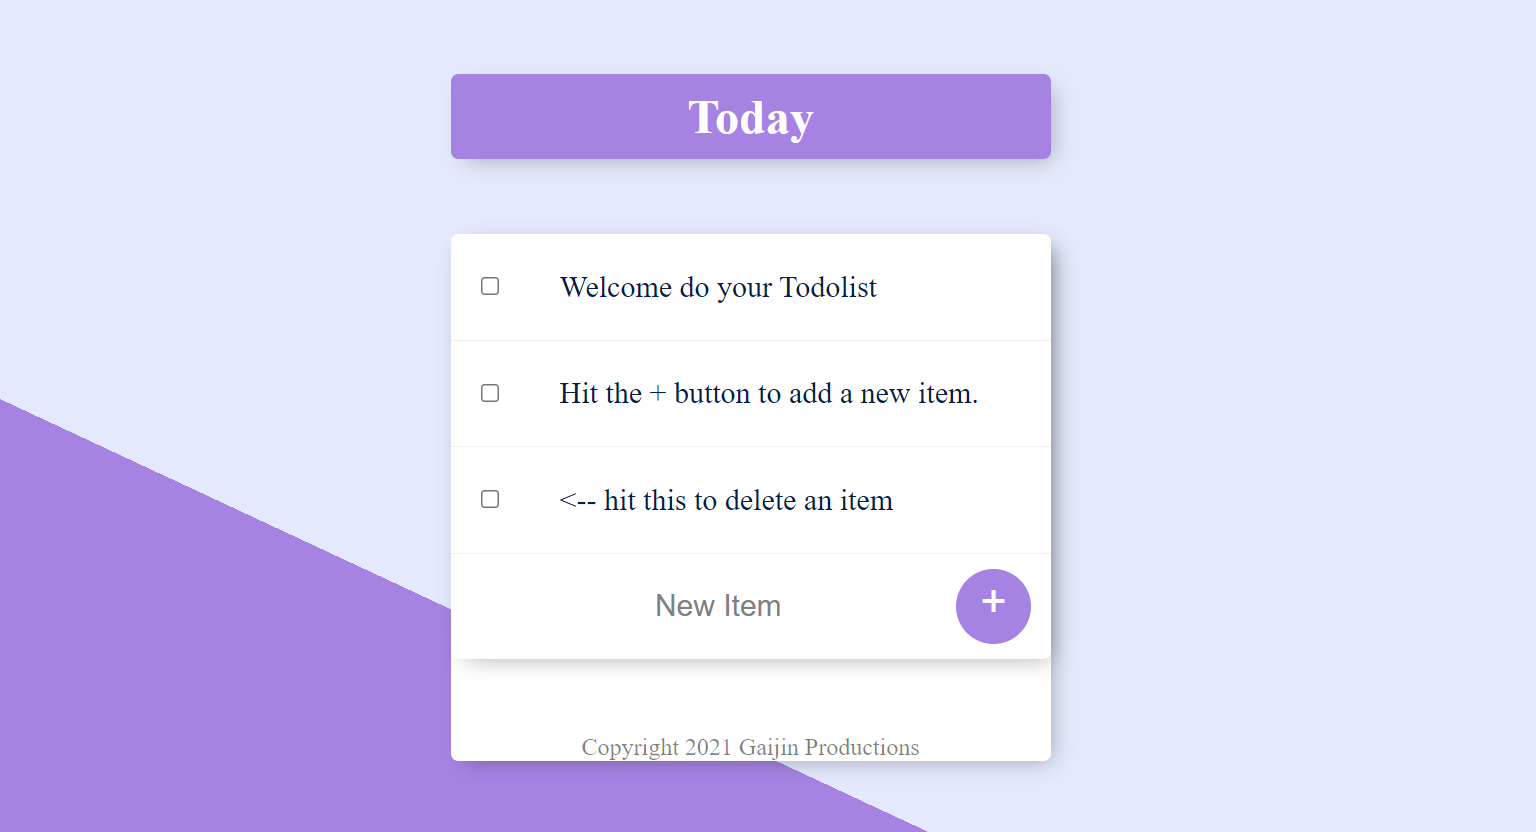 Today
Welcome do your Todolist
Hit the + button to add a new item.
<-- hit this to delete an item
New Item +
Copyright 2021 Gaijin Productions